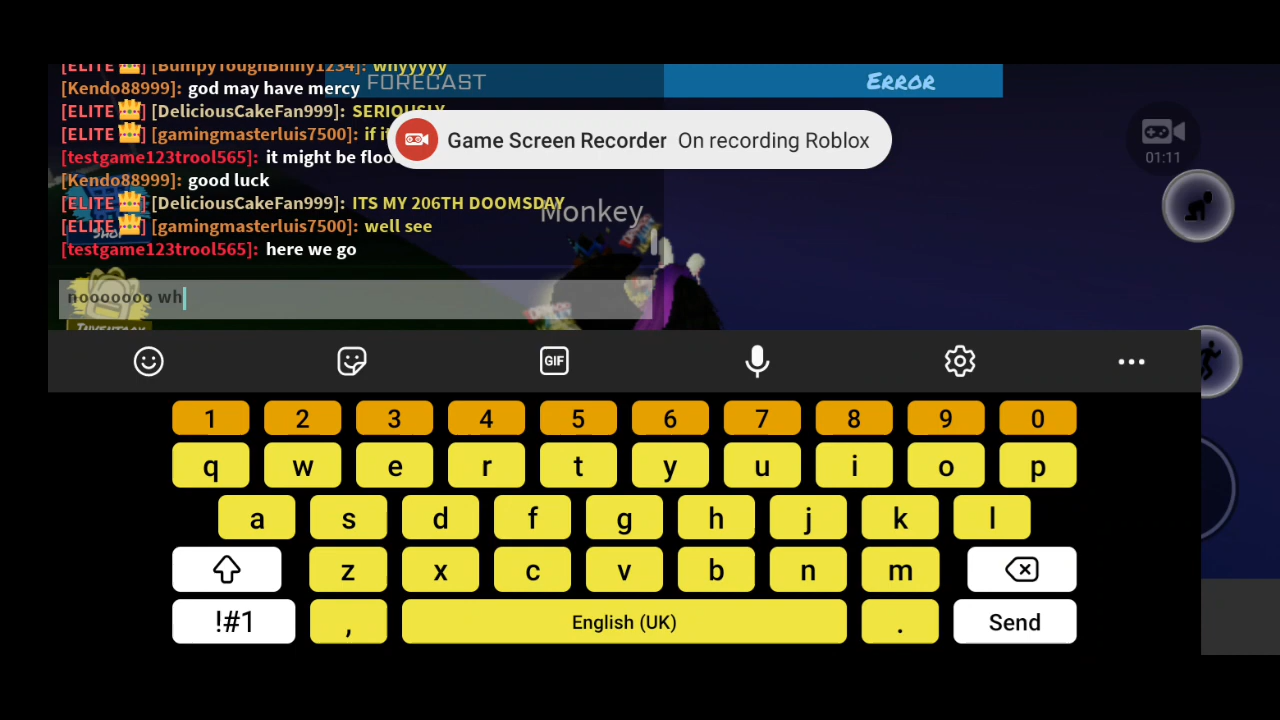 [ELITE👑] [BumpyToughBinny1234]: whyyyyy
FORECAST
Error
[Kendo88999]: god may have mercy
[ELITE👑] [DeliciousCakeFan999]: SERIOUSLY
[ELITE👑] [gamingmasterluis7500]: if i
Game Screen Recorder On recording Roblox
01:11
[testgame123trool565]: it might be floo
[Kendo88999]: good luck
[ELITE👑] [DeliciousCakeFan999]: ITS MY 206TH DOOMSDAY
Monkey
[ELITE👑] [gamingmasterluis7500]: well see
Shop
[testgame123trool565]: here we go
nooooooo wh
Inventory
GIF
1 2 3 4 5 6 7 8 9 0
q w e r t y u i o p
a s d f g h j k l
z x c v b n m
!#1 , English (UK) . Send